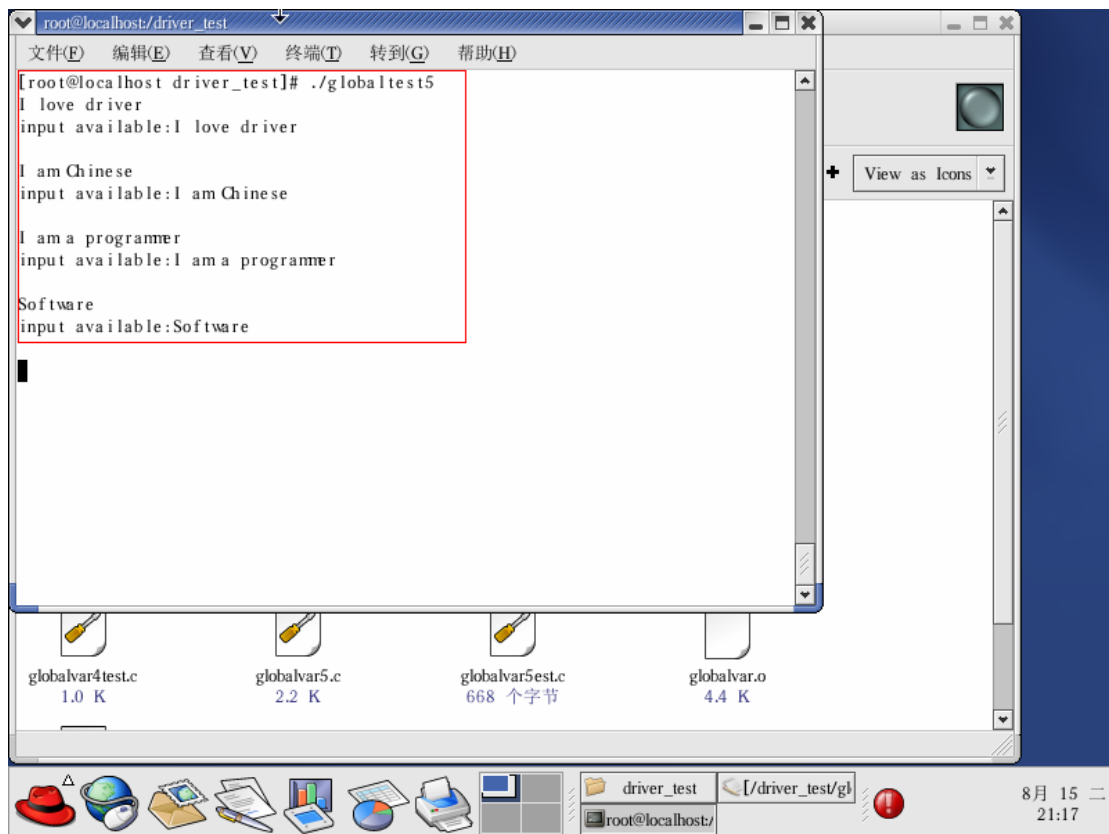 root@localhost:/driver_test
文件(F) 编辑(E) 查看(V) 终端(T) 转到(G) 帮助(H)
[root@localhost driver_test]# ./globaltest5
I love driver
input available:I love driver
I am Chinese
input available:I am Chinese
I am a programmer
input available:I am a programmer
Software
input available:Software
View as Icons
globalvar4test.c
1.0 K
globalvar5.c
2.2 K
globalvar5est.c
668 个字节
globalvar.o
4.4 K
driver_test
[/driver_test/gl
root@localhost:/
8月 15 二
21:17